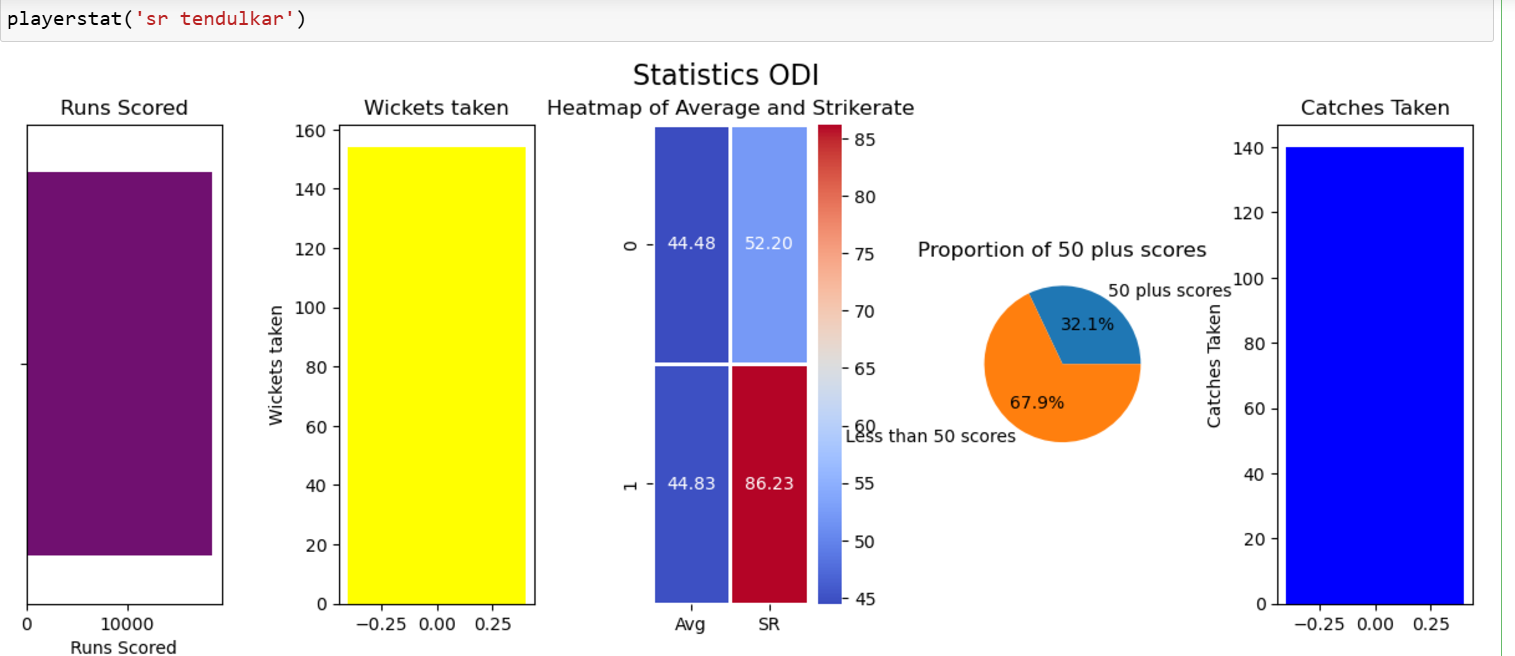 playerstat('sr tendulkar')
Statistics ODI
Runs Scored
0
10000
Runs Scored
Wickets taken
160
140
120
100
80
60
40
20
0
Wickets taken
−0.25 0.00 0.25
Heatmap of Average and Strikerate
0
44.48 52.20
1
44.83 86.23
Avg SR
85
80
75
70
65
60
55
50
45
Proportion of 50 plus scores
50 plus scores
32.1%
67.9%
Less than 50 scores
Catches Taken
140
120
100
80
60
40
20
0
Catches Taken
−0.25 0.00 0.25